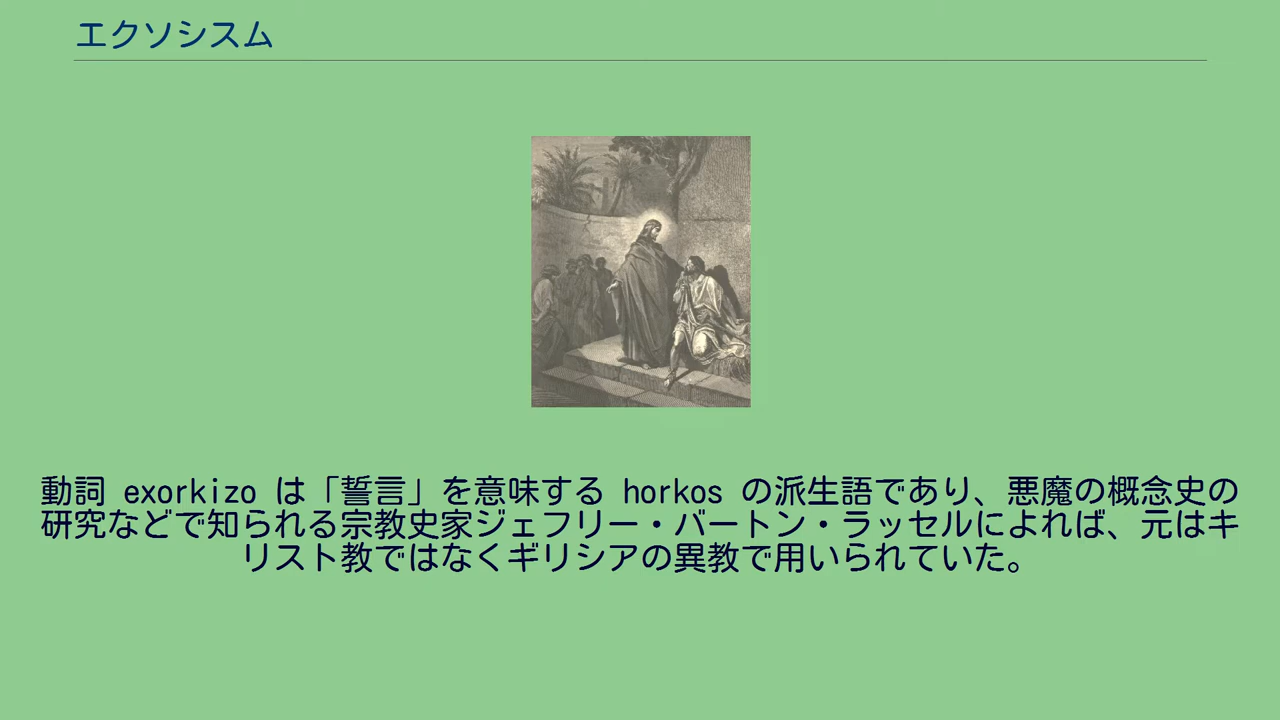 エクソシスム
動詞 exorkizo は「誓言」を意味する horkos の派生語であり、悪魔の概念史の
研究などで知られる宗教史家ジェフリー・バートン・ラッセルによれば、元はキ
リスト教ではなくギリシアの異教で用いられていた。